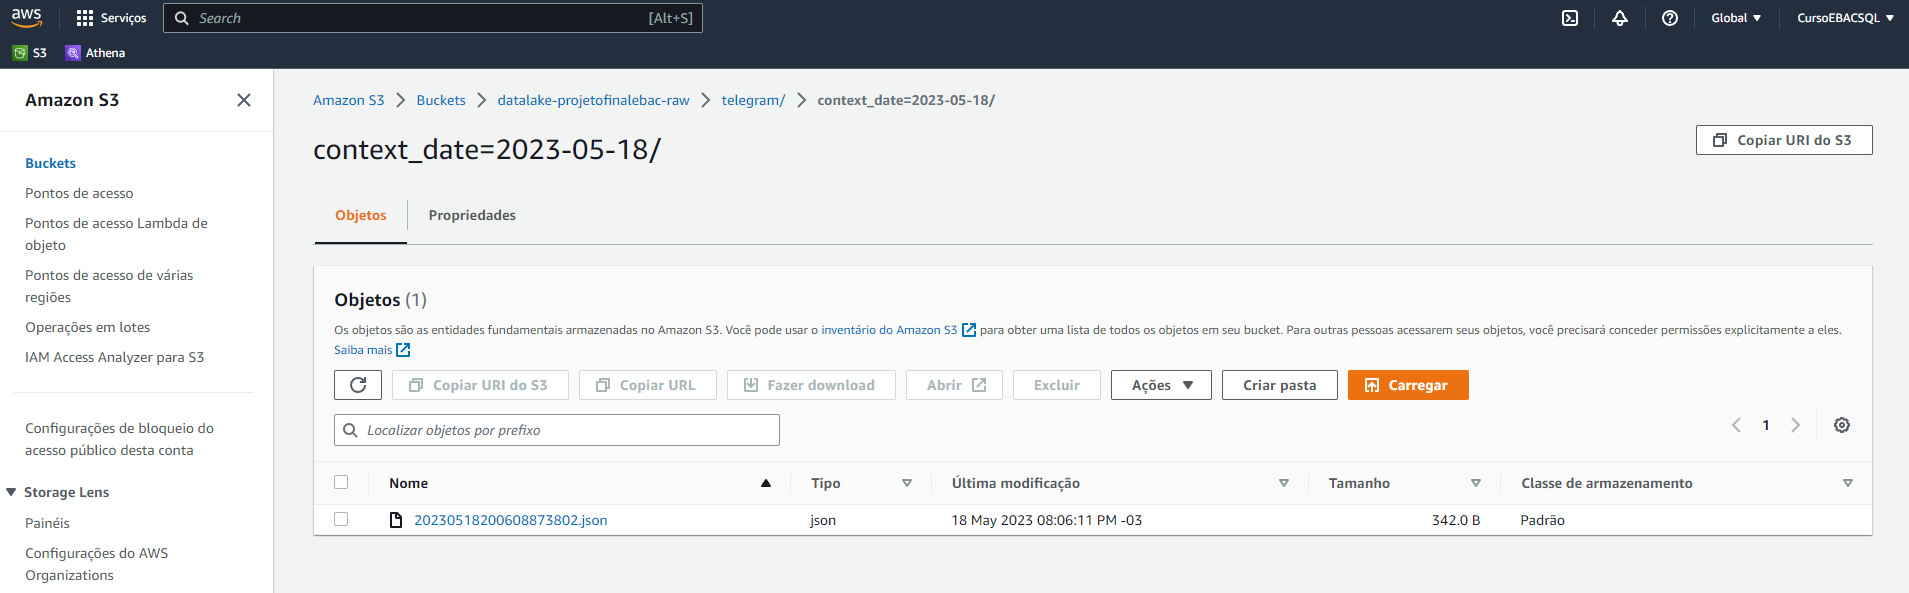 aws Serviços Search [Alt+S] Global CursoEBACSQL
S3 Athena
Amazon S3
Buckets
Pontos de acesso
Pontos de acesso Lambda de
objeto
Pontos de acesso de várias
regiões
Operações em lotes
IAM Access Analyzer para S3
Configurações de bloqueio do
acesso público desta conta
Storage Lens
Painéis
Configurações do AWS
Organizations
Amazon S3 Buckets datalake-projetofinalebac-raw telegram/ context_date=2023-05-18/
context_date=2023-05-18/
Copiar URI do S3
Objetos Propriedades
Objetos (1)
Os objetos são as entidades fundamentais armazenadas no Amazon S3. Você pode usar o inventário do Amazon S3 para obter uma lista de todos os objetos em seu bucket. Para outras pessoas acessarem seus objetos, você precisará conceder permissões explicitamente a eles.
Saiba mais
Copiar URI do S3 Copiar URL Fazer download Abrir Excluir Ações Criar pasta Carregar
Localizar objetos por prefixo 1
Nome Tipo Última modificação Tamanho Classe de armazenamento
20230518200608873802.json json 18 May 2023 08:06:11 PM -03 342.0 B Padrão